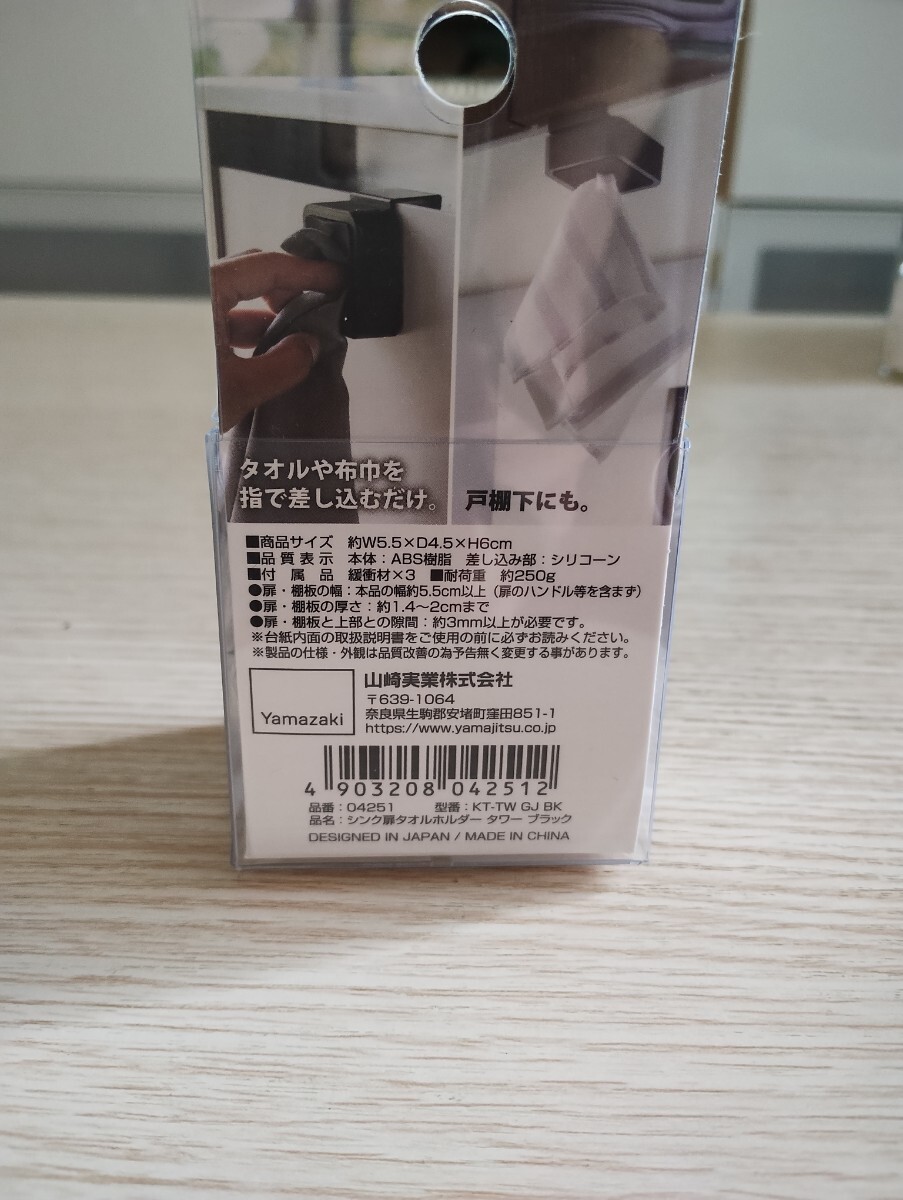 タオルや布巾を
指で差し込むだけ。
戸棚下にも。
■商品サイズ 約W5.5×D4.5×H6cm
■品質表示 本体：ABS樹脂 差し込み部：シリコーン
■付属品 緩衝材×3 ■耐荷重 約250g
●扉・棚板の幅：本品の幅約5.5cm以上（扉のハンドル等を含まず）
●扉・棚板の厚さ：約1.4〜2cmまで
●扉・棚板と上部との隙間：約3mm以上が必要です。
※台紙内面の取扱説明書をご使用の前に必ずお読みください。
※製品の仕様・外観は品質改善の為予告無く変更する事があります。
Yamazaki
山崎実業株式会社
〒639-1064
奈良県生駒郡安堵町窪田851-1
https://www.yamajitsu.co.jp
4 903208 042512
品番：04251 型番：KT-TW GJ BK
品名：シンク扉タオルホルダー タワー ブラック
DESIGNED IN JAPAN / MADE IN CHINA